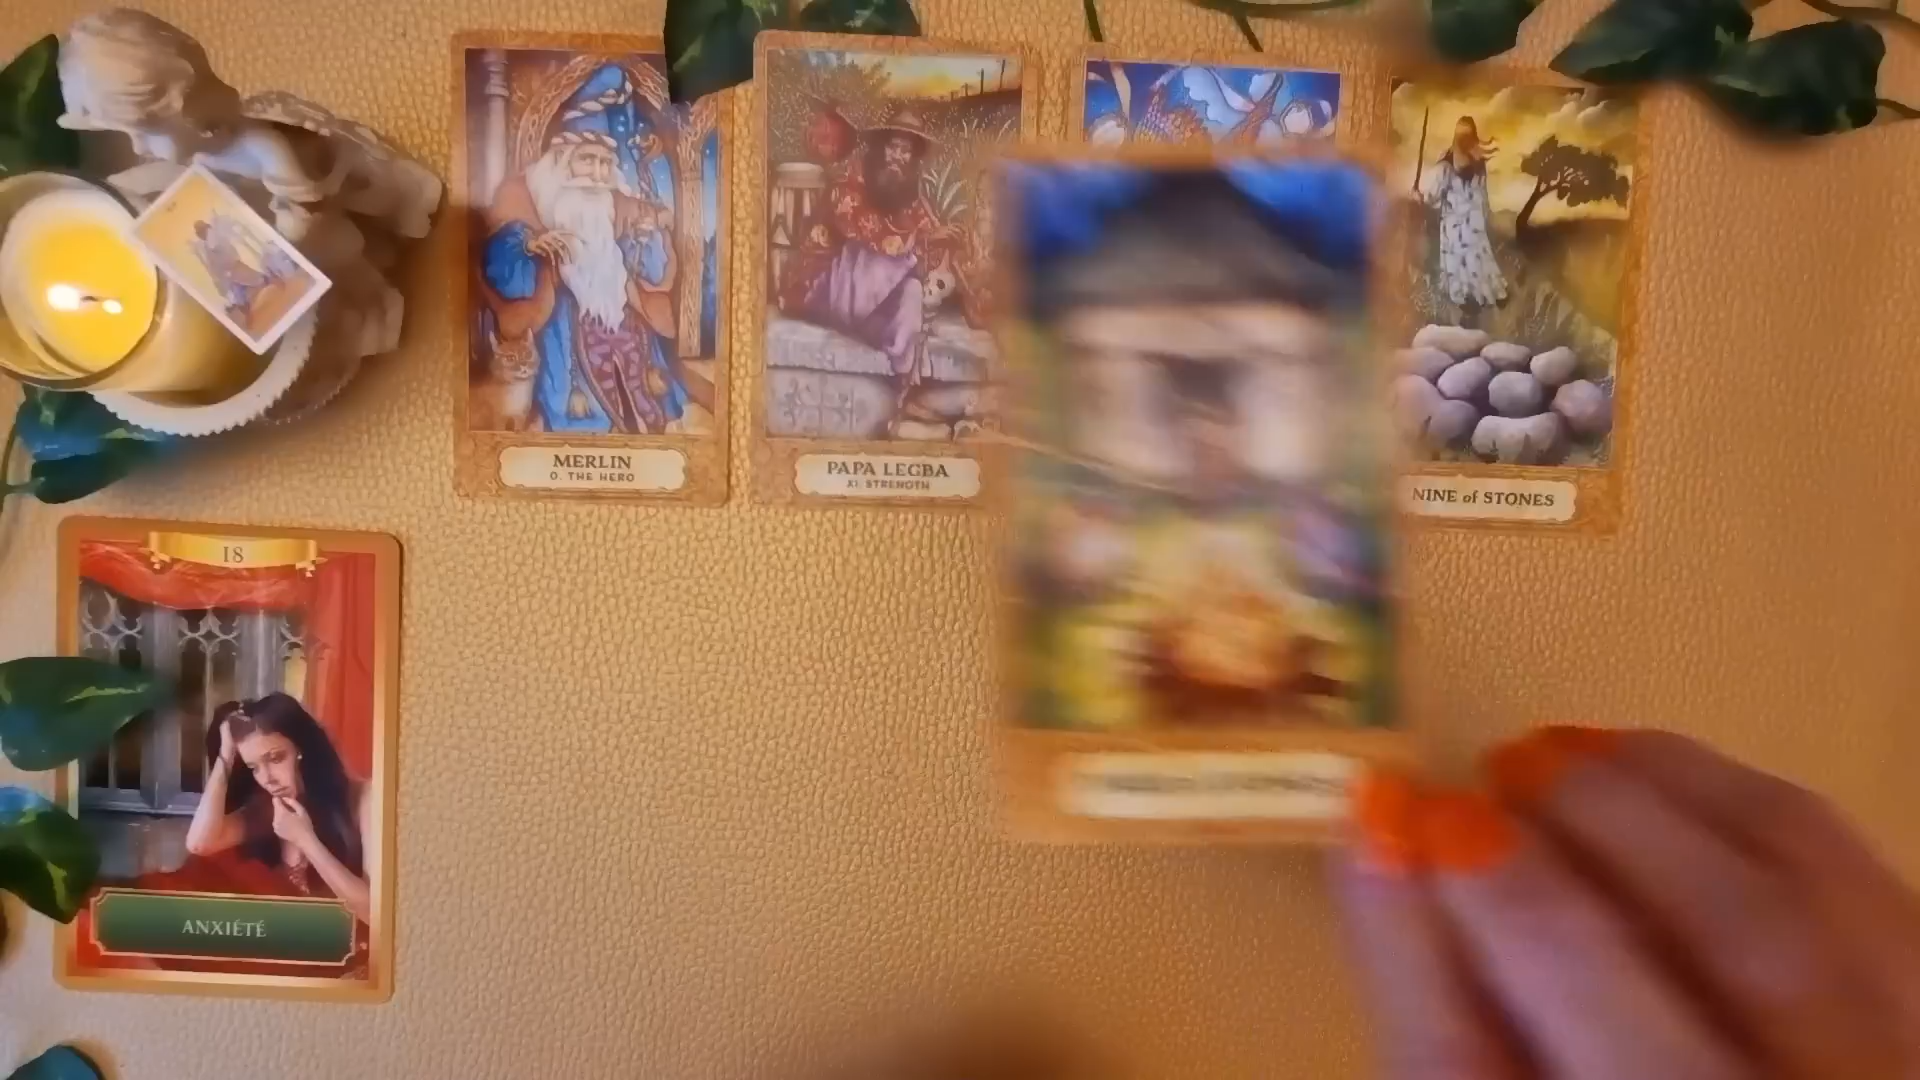 MERLIN
0. THE HERO
PAPA LEGBA
XI. STRENGTH
NINE of STONES
18
ANXIÉTÉ